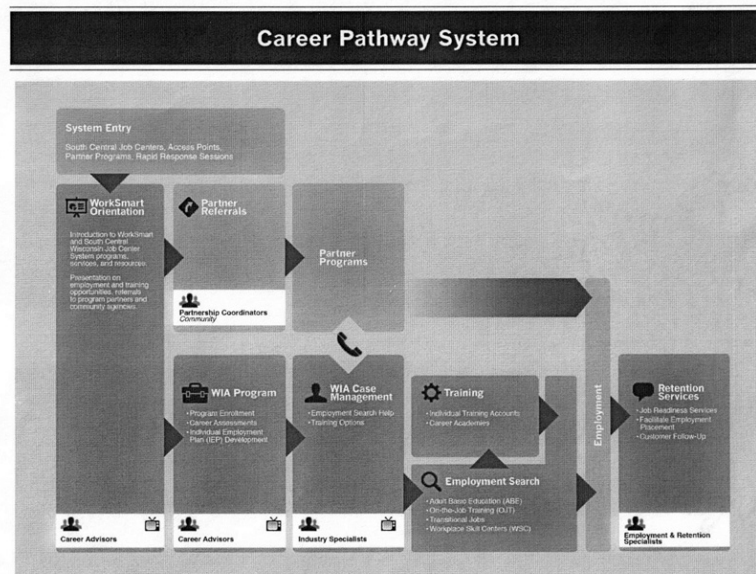 Career Pathway System
System Entry
South Central Job Centers, Access Points,
Partner Programs, Rapid Response Sessions
WorkSmart
Orientation
Introduction to WorkSmart
and South Central
Wisconsin Job Center
System programs,
services, and resources.
Presentation on
employment and training
opportunities, referrals
to program partners and
community agencies.
Career Advisors
Partner
Referrals
Partnership Coordinators
Community
Partner
Programs
WIA Program
•Program Enrollment
•Career Assessments
•Individual Employment
Plan (IEP) Development
Career Advisors
WIA Case
Management
•Employment Search Help
•Training Options
Industry Specialists
Training
•Individual Training Accounts
•Career Academies
Employment Search
•Adult Basic Education (ABE)
•On-the-Job Training (OJT)
•Transitional Jobs
•Workplace Skill Centers (WSC)
Employment
Retention
Services
•Job Readiness Services
•Facilitate Employment
Placement
•Customer Follow-Up
Employment & Retention
Specialists